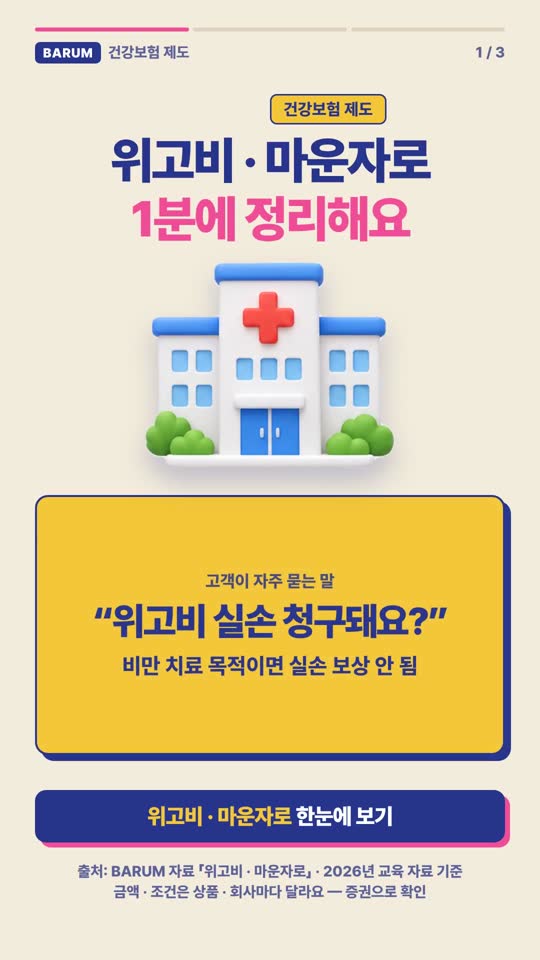 BARUM 건강보험 제도
1 / 3
건강보험 제도
위고비 · 마운자로
1분에 정리해요
고객이 자주 묻는 말
“위고비 실손 청구돼요?”
비만 치료 목적이면 실손 보상 안 됨
위고비 · 마운자로 한눈에 보기
출처: BARUM 자료 「위고비 · 마운자로」 · 2026년 교육 자료 기준
금액 · 조건은 상품 · 회사마다 달라요 — 증권으로 확인